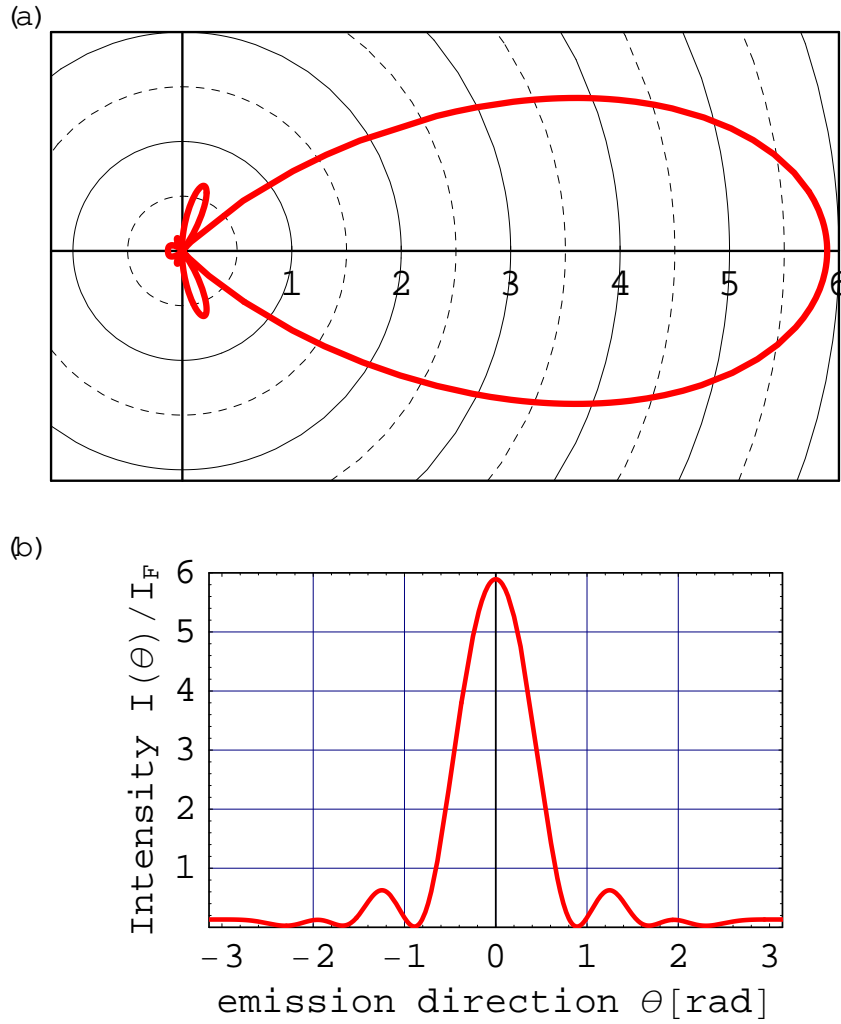 (a)
1 2 3 4 5 6
(b)
Intensity I(θ)/I_F
6
5
4
3
2
1
−3 −2 −1 0 1 2 3
emission direction θ[rad]